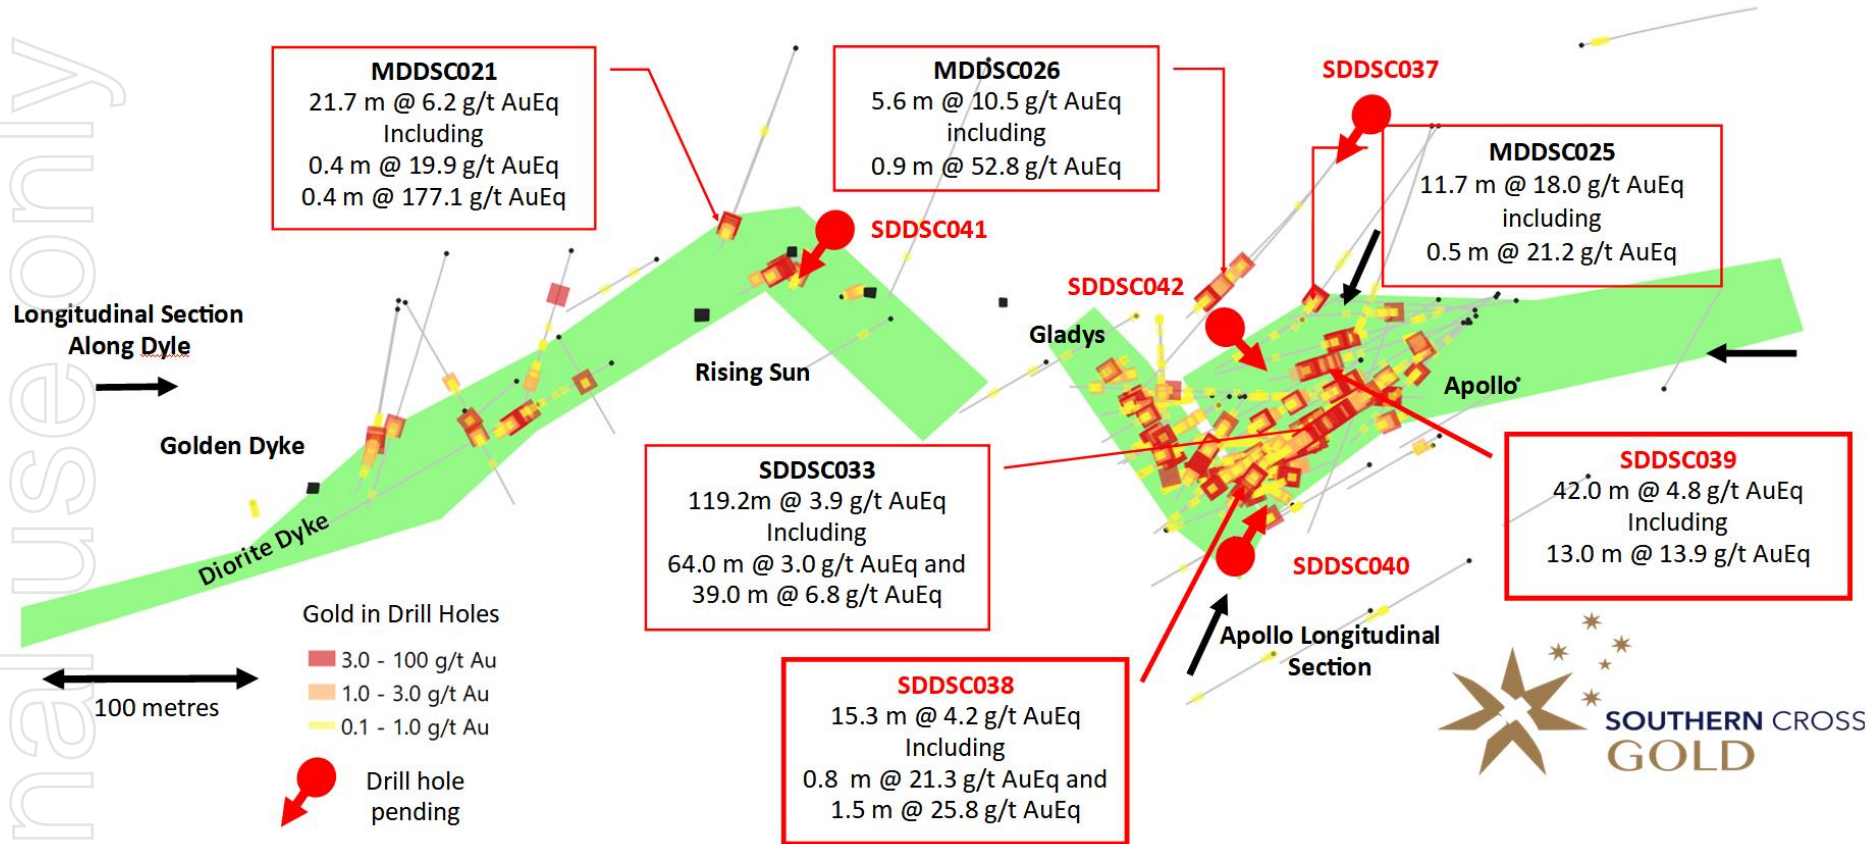 nal use only
MDDSC021
21.7 m @ 6.2 g/t AuEq
Including
0.4 m @ 19.9 g/t AuEq
0.4 m @ 177.1 g/t AuEq
MDDSC026
5.6 m @ 10.5 g/t AuEq
including
0.9 m @ 52.8 g/t AuEq
SDDSC037
MDDSC025
11.7 m @ 18.0 g/t AuEq
including
0.5 m @ 21.2 g/t AuEq
SDDSC041
SDDSC042
Longitudinal Section
Along Dyle
Gladys
Rising Sun
Apollo
Golden Dyke
Diorite Dyke
SDDSC033
119.2m @ 3.9 g/t AuEq
Including
64.0 m @ 3.0 g/t AuEq and
39.0 m @ 6.8 g/t AuEq
SDDSC039
42.0 m @ 4.8 g/t AuEq
Including
13.0 m @ 13.9 g/t AuEq
SDDSC040
Apollo Longitudinal
Section
Gold in Drill Holes
3.0 - 100 g/t Au
1.0 - 3.0 g/t Au
0.1 - 1.0 g/t Au
100 metres
Drill hole
pending
SDDSC038
15.3 m @ 4.2 g/t AuEq
Including
0.8 m @ 21.3 g/t AuEq and
1.5 m @ 25.8 g/t AuEq
SOUTHERN CROSS
GOLD